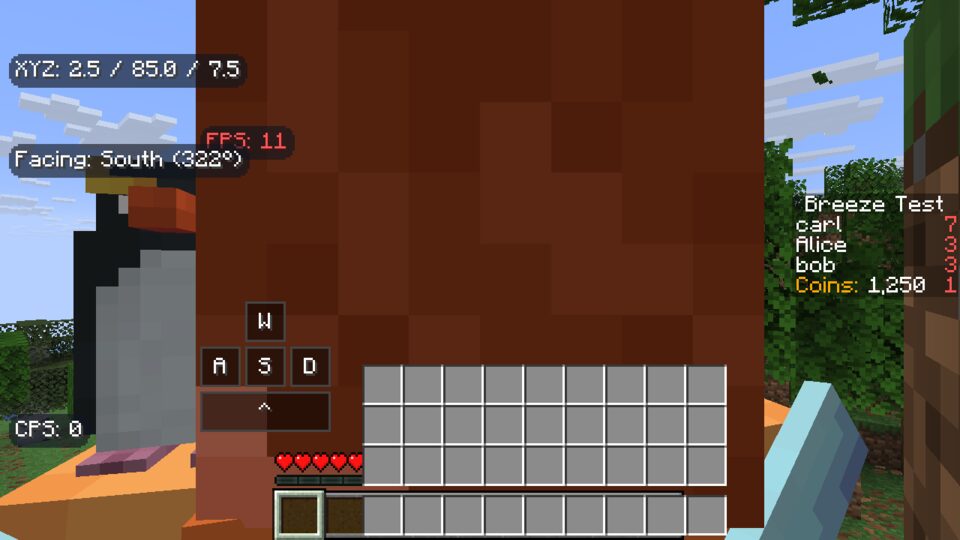 XYZ: 2.5 / 85.0 / 7.5
FPS: 11
Facing: South (322º)
Breeze Test
carl 7
Alice 3
bob 3
Coins: 1,250 1
W
A S D
^
CPS: 0